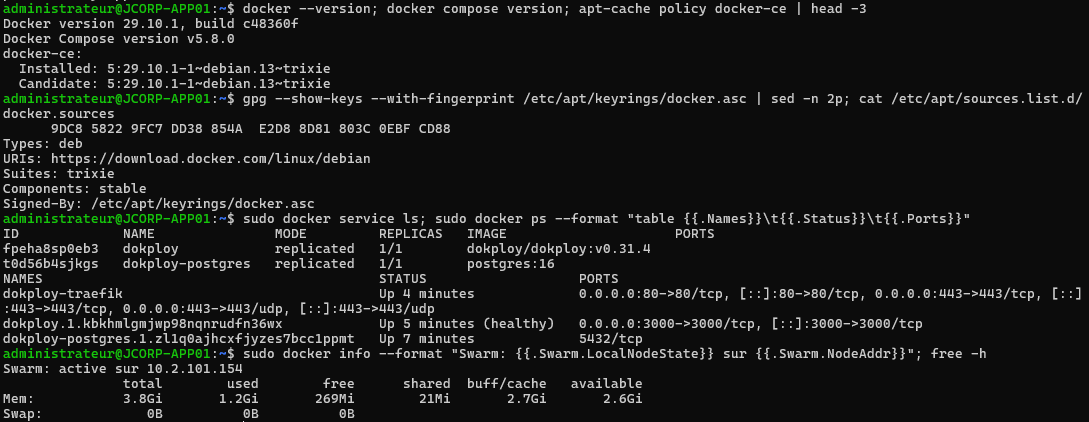 administrateur@JCORP-APP01:~$ docker --version; docker compose version; apt-cache policy docker-ce | head -3
Docker version 29.10.1, build c48360f
Docker Compose version v5.8.0
docker-ce:
  Installed: 5:29.10.1-1~debian.13~trixie
  Candidate: 5:29.10.1-1~debian.13~trixie
administrateur@JCORP-APP01:~$ gpg --show-keys --with-fingerprint /etc/apt/keyrings/docker.asc | sed -n 2p; cat /etc/apt/sources.list.d/
docker.sources
      9DC8 5822 9FC7 DD38 854A  E2D8 8D81 803C 0EBF CD88
Types: deb
URIs: https://download.docker.com/linux/debian
Suites: trixie
Components: stable
Signed-By: /etc/apt/keyrings/docker.asc
administrateur@JCORP-APP01:~$ sudo docker service ls; sudo docker ps --format "table {{.Names}}\t{{.Status}}\t{{.Ports}}"
ID             NAME               MODE         REPLICAS   IMAGE                     PORTS
fpeha8sp0eb3   dokploy            replicated   1/1        dokploy/dokploy:v0.31.4
t0d56b4sjkgs   dokploy-postgres   replicated   1/1        postgres:16
NAMES                                          STATUS                   PORTS
dokploy-traefik                                Up 4 minutes             0.0.0.0:80->80/tcp, [::]:80->80/tcp, 0.0.0.0:443->443/tcp, [::]
:443->443/tcp, 0.0.0.0:443->443/udp, [::]:443->443/udp
dokploy.1.kbkhmlgmjwp98nqnrudfn36wx            Up 5 minutes (healthy)   0.0.0.0:3000->3000/tcp, [::]:3000->3000/tcp
dokploy-postgres.1.zl1q0ajhcxfjyzes7bcc1ppmt   Up 7 minutes             5432/tcp
administrateur@JCORP-APP01:~$ sudo docker info --format "Swarm: {{.Swarm.LocalNodeState}} sur {{.Swarm.NodeAddr}}"; free -h
Swarm: active sur 10.2.101.154
               total        used        free      shared  buff/cache   available
Mem:           3.8Gi       1.2Gi       269Mi        21Mi       2.7Gi       2.6Gi
Swap:             0B          0B          0B